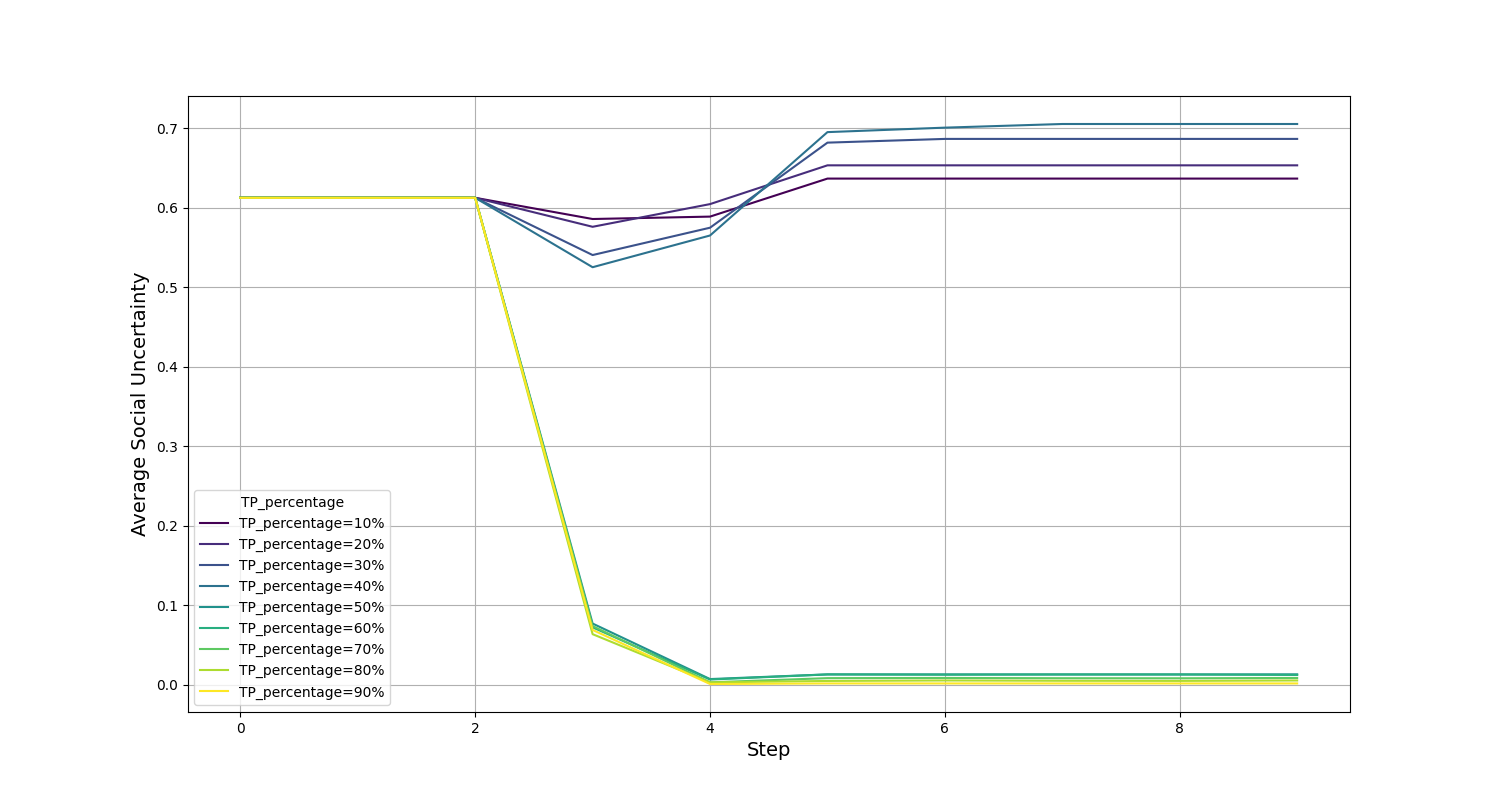 Average Social Uncertainty
0.7
0.6
0.5
0.4
0.3
0.2
0.1
0.0
TP_percentage
TP_percentage=10%
TP_percentage=20%
TP_percentage=30%
TP_percentage=40%
TP_percentage=50%
TP_percentage=60%
TP_percentage=70%
TP_percentage=80%
TP_percentage=90%
0 2 4 6 8
Step